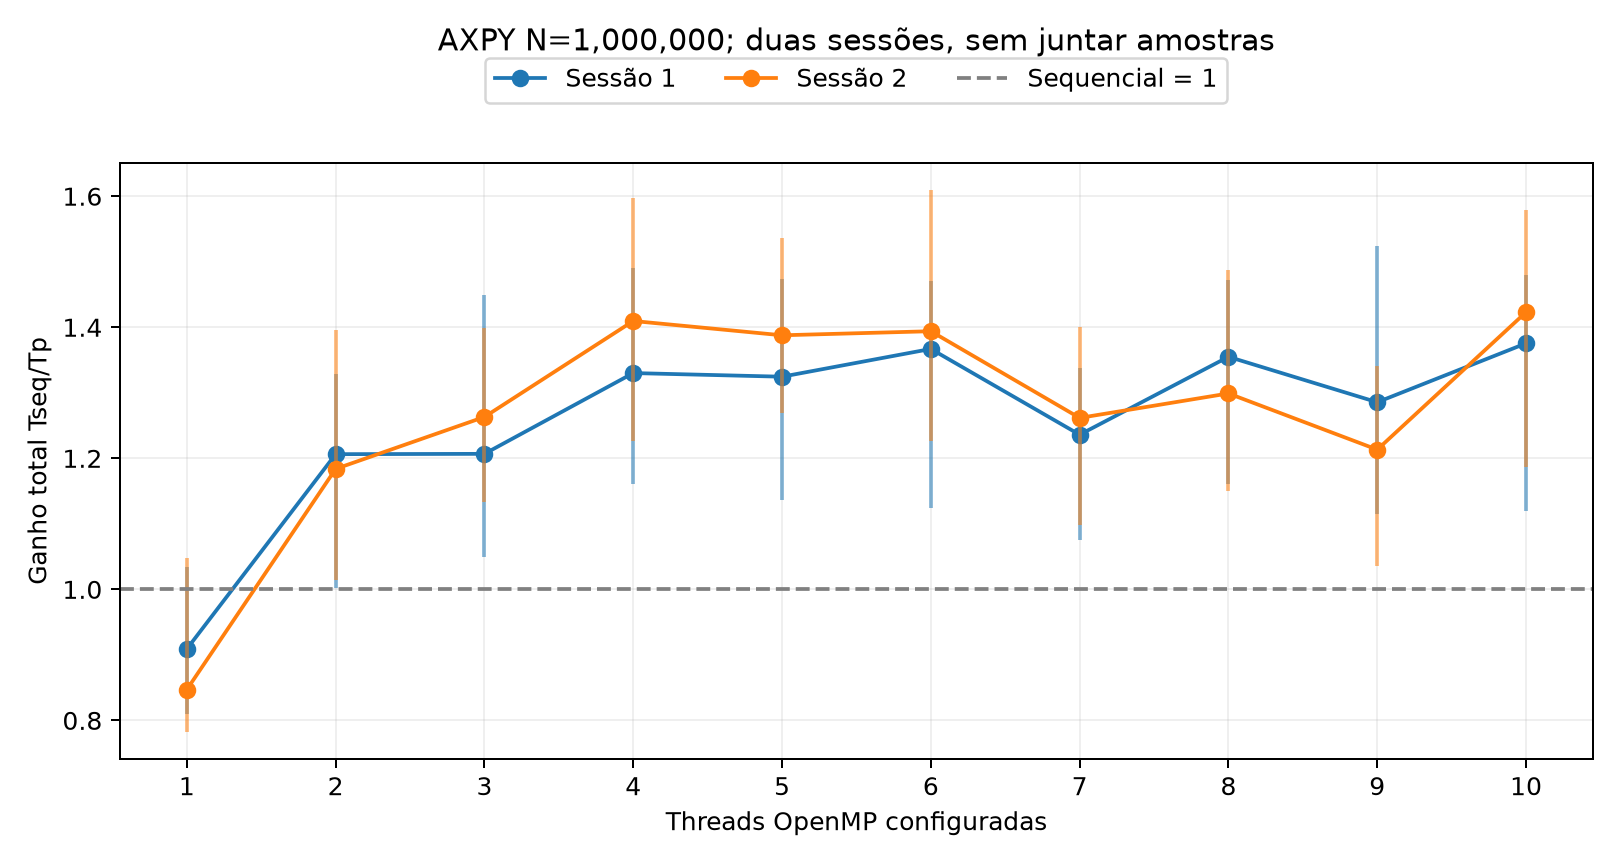 AXPY N=1,000,000; duas sessões, sem juntar amostras
Sessão 1 Sessão 2 Sequencial = 1
Ganho total Tseq/Tp
1.6
1.4
1.2
1.0
0.8
1 2 3 4 5 6 7 8 9 10
Threads OpenMP configuradas